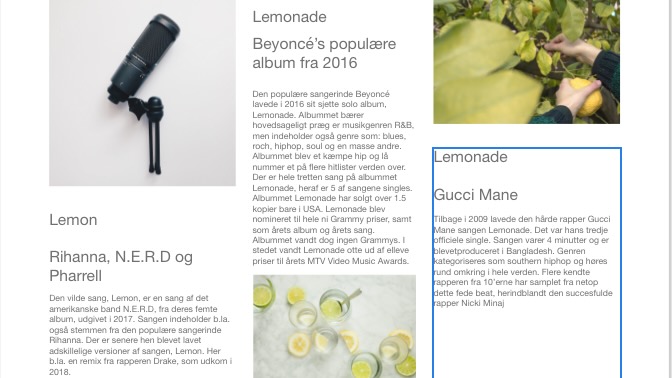 Lemon
Rihanna, N.E.R.D og
Pharrell
Den vilde sang, Lemon, er en sang af det
amerikanske band N.E.R.D, fra deres femte
album, udgivet i 2017. Sangen indeholder b.la.
også stemmen fra den populære sangerinde
Rihanna. Der er senere hen blevet lavet
adskillelige versioner af sangen, Lemon. Her
b.la. en remix fra rapperen Drake, som udkom i
2018.
Lemonade
Beyoncé's populære
album fra 2016
Den populære sangerinde Beyoncé
lavede i 2016 sit sjette solo album,
Lemonade. Albummet bærer
hovedsageligt præg er musikgenren R&B,
men indeholder også genre som: blues,
roch, hiphop, soul og en masse andre.
Albummet blev et kæmpe hip og lå
nummer et på flere hitlister verden over.
Der er hele tretten sang på albummet
Lemonade, heraf er 5 af sangene singles.
Albummet Lemonade har solgt over 1.5
kopier bare i USA. Lemonade blev
nomineret til hele ni Grammy priser, samt
som årets album og årets sang.
Albummet vandt dog ingen Grammys. I
stedet vandt Lemonade otte ud af elleve
priser til årets MTV Video Music Awards.
Lemonade
Gucci Mane
Tilbage i 2009 lavede den hårde rapper Gucci
Mane sangen Lemonade. Det var hans tredje
officiele single. Sangen varer 4 minutter og er
blevetproduceret i Bangladesh. Genren
kategoriseres som southern hiphop og høres
rund omkring i hele verden. Flere kendte
rapperen fra 10'erne har samplet fra netop
dette fede beat, herindblandt den succesfulde
rapper Nicki Minaj